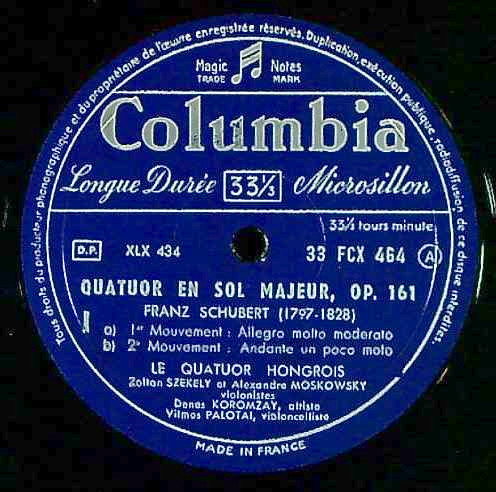 Tous droits du producteur phonographique et du propriétaire de l'œuvre enregistrée réservés. Duplication, exécution publique, radiodiffusion de ce disque interdites.
Magic Notes
TRADE MARK
Columbia
Longue Durée 33⅓ Microsillon
33⅓ tours minute
D.P. XLX 434 33 FCX 464 A
QUATUOR EN SOL MAJEUR, OP. 161
FRANZ SCHUBERT (1797-1828)
I
a) 1er Mouvement : Allegro molto moderato
b) 2e Mouvement : Andante un poco moto
LE QUATUOR HONGROIS
Zoltan SZEKELY et Alexandre MOSKOWSKY
violonistes
Denes KOROMZAY, altiste
Vilmos PALOTAI, violoncelliste
MADE IN FRANCE